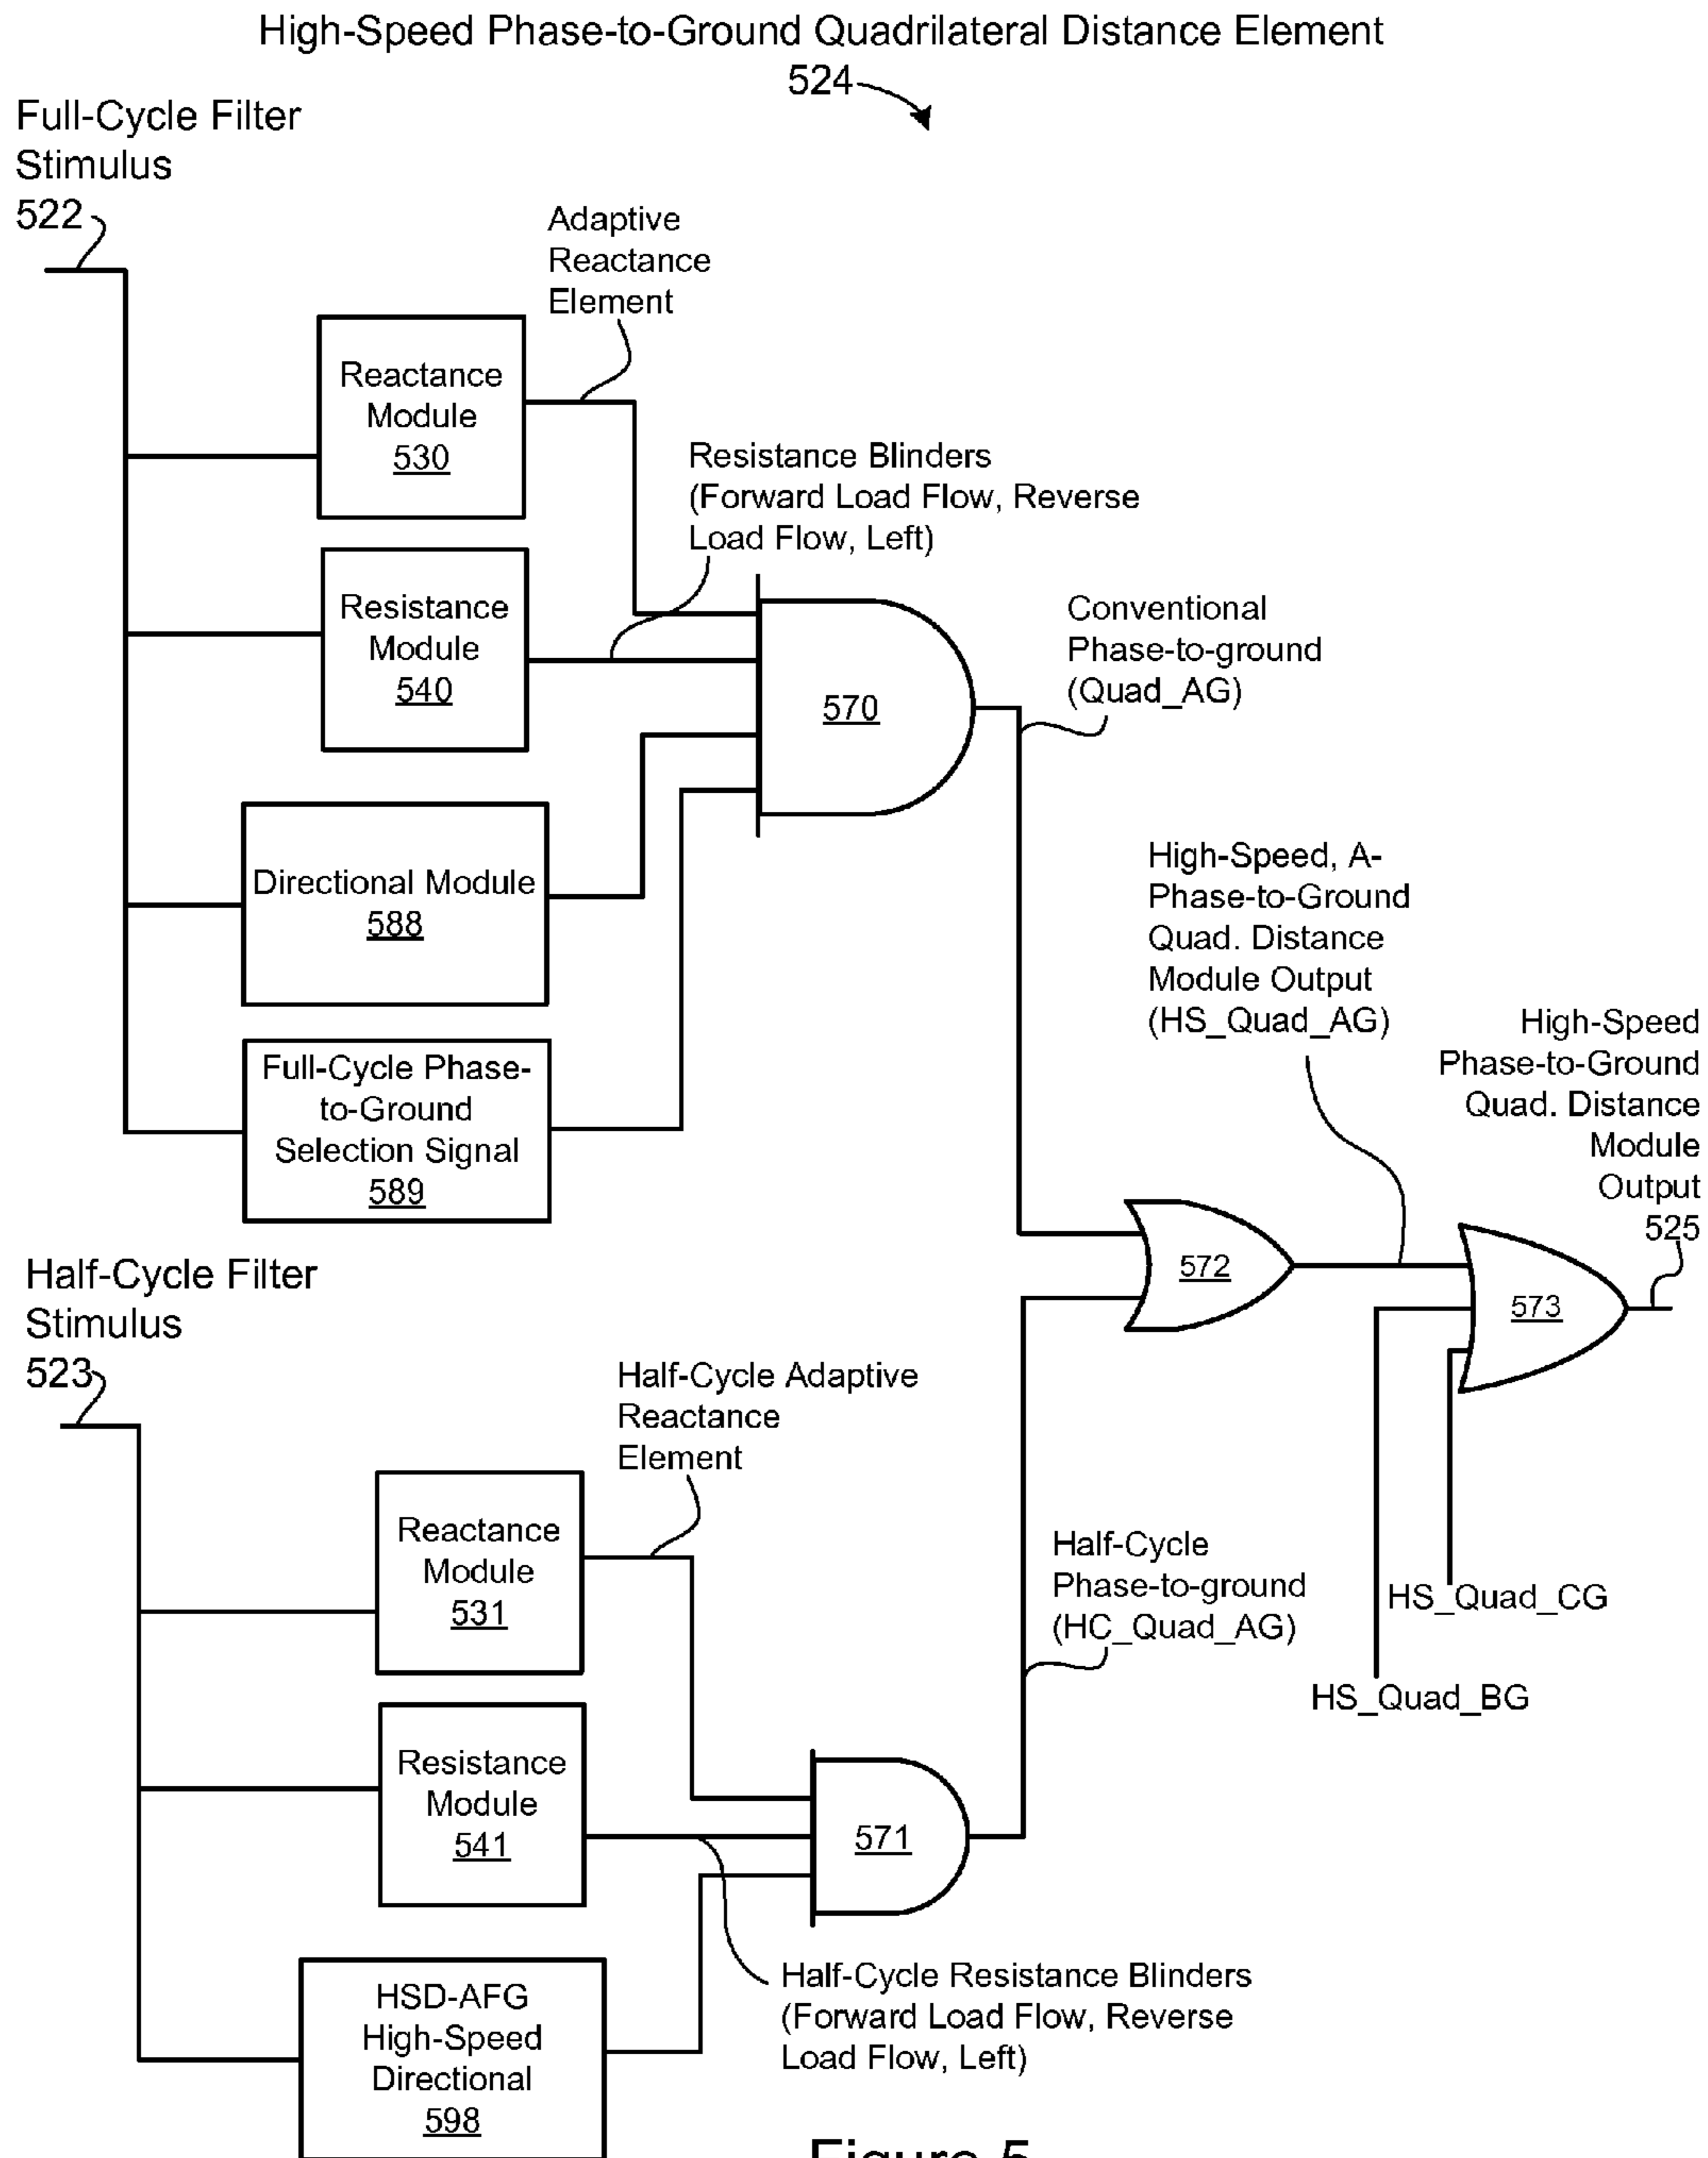 High-Speed Phase-to-Ground Quadrilateral Distance Element
524
Full-Cycle Filter
Stimulus
522
Adaptive
Reactance
Element
Reactance
Module
530
Resistance Blinders
(Forward Load Flow, Reverse
Load Flow, Left)
Resistance
Module
540
570
Conventional
Phase-to-ground
(Quad_AG)
Directional Module
588
High-Speed, A-
Phase-to-Ground
Quad. Distance
Module Output
(HS_Quad_AG)
High-Speed
Phase-to-Ground
Quad. Distance
Module
Output
525
Full-Cycle Phase-
to-Ground
Selection Signal
589
572
573
Half-Cycle Filter
Stimulus
523
Half-Cycle Adaptive
Reactance
Element
Reactance
Module
531
Half-Cycle
Phase-to-ground
(HC_Quad_AG)
HS_Quad_CG
HS_Quad_BG
Resistance
Module
541
571
Half-Cycle Resistance Blinders
(Forward Load Flow, Reverse
Load Flow, Left)
HSD-AFG
High-Speed
Directional
598
Figure 5